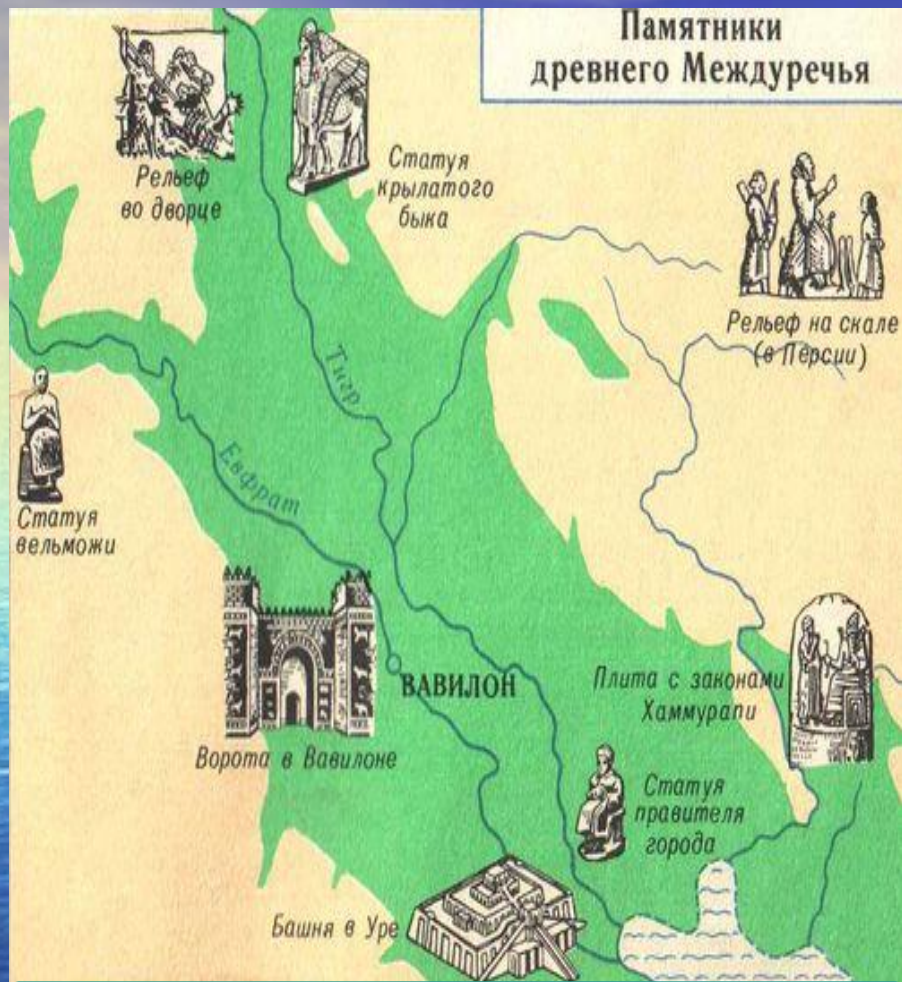 Памятники
древнего Междуречья
Рельеф
во дворце
Статуя
крылатого
быка
Рельеф на скале
(в Персии)
Тигр
Евфрат
Статуя
вельможи
ВАВИЛОН
Ворота в Вавилоне
Плита с законами
Хаммурапи
Статуя
правителя
города
Башня в Уре